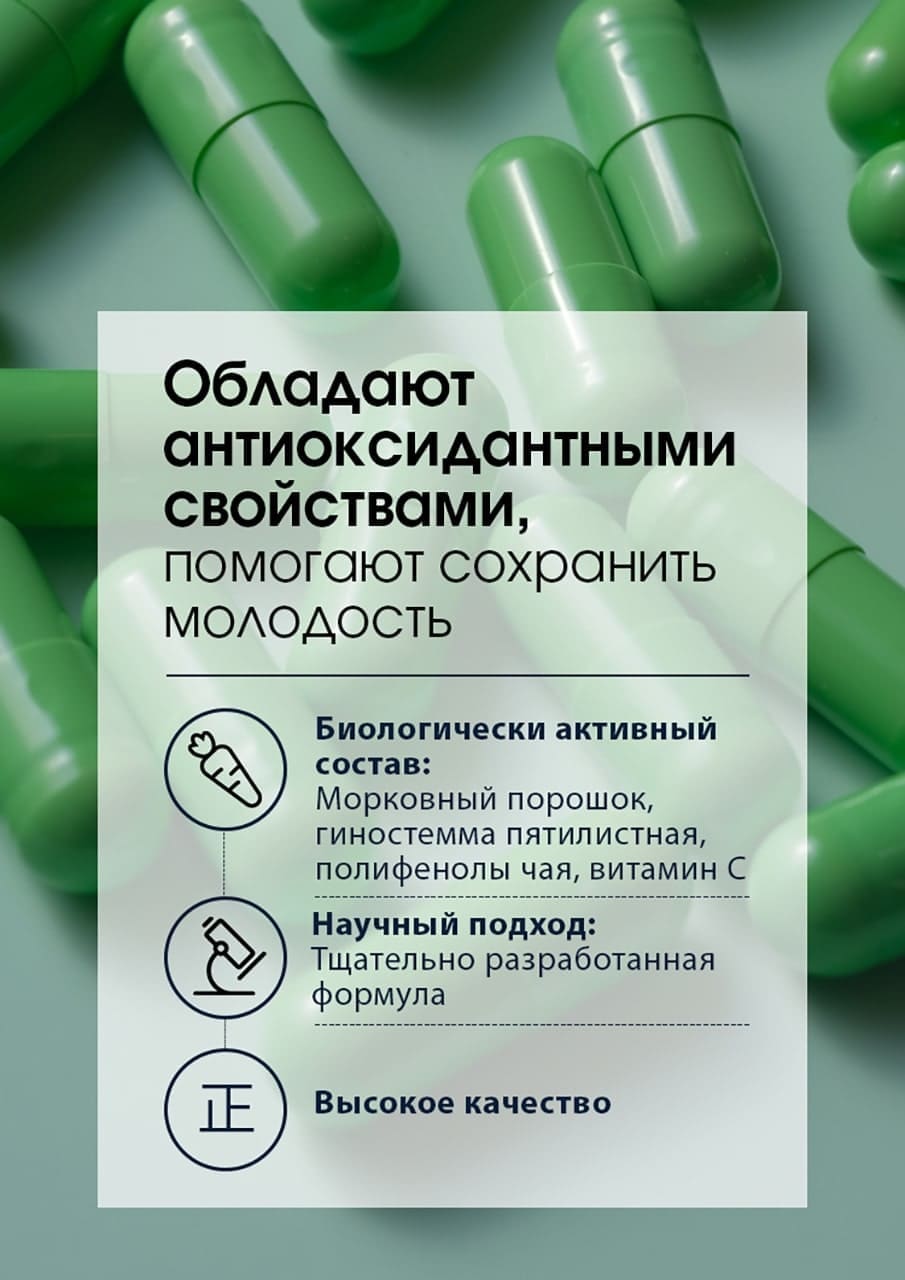 Обладают
антиоксидантными
свойствами,
помогают сохранить
молодость
Биологически активный
состав:
Морковный порошок,
гиностемма пятилистная,
полифенолы чая, витамин С
Научный подход:
Тщательно разработанная
формула
正
Высокое качество